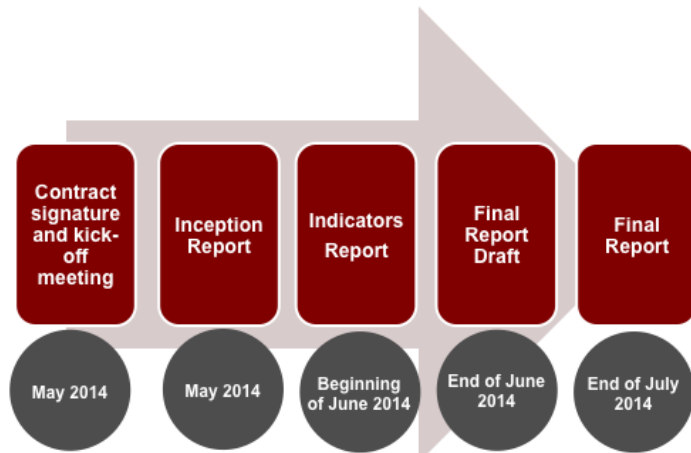 Contract
signature
and kick-
off
meeting
Inception
Report
Indicators
Report
Final
Report
Draft
Final
Report
May 2014
May 2014
Beginning
of June 2014
End of June
2014
End of July
2014